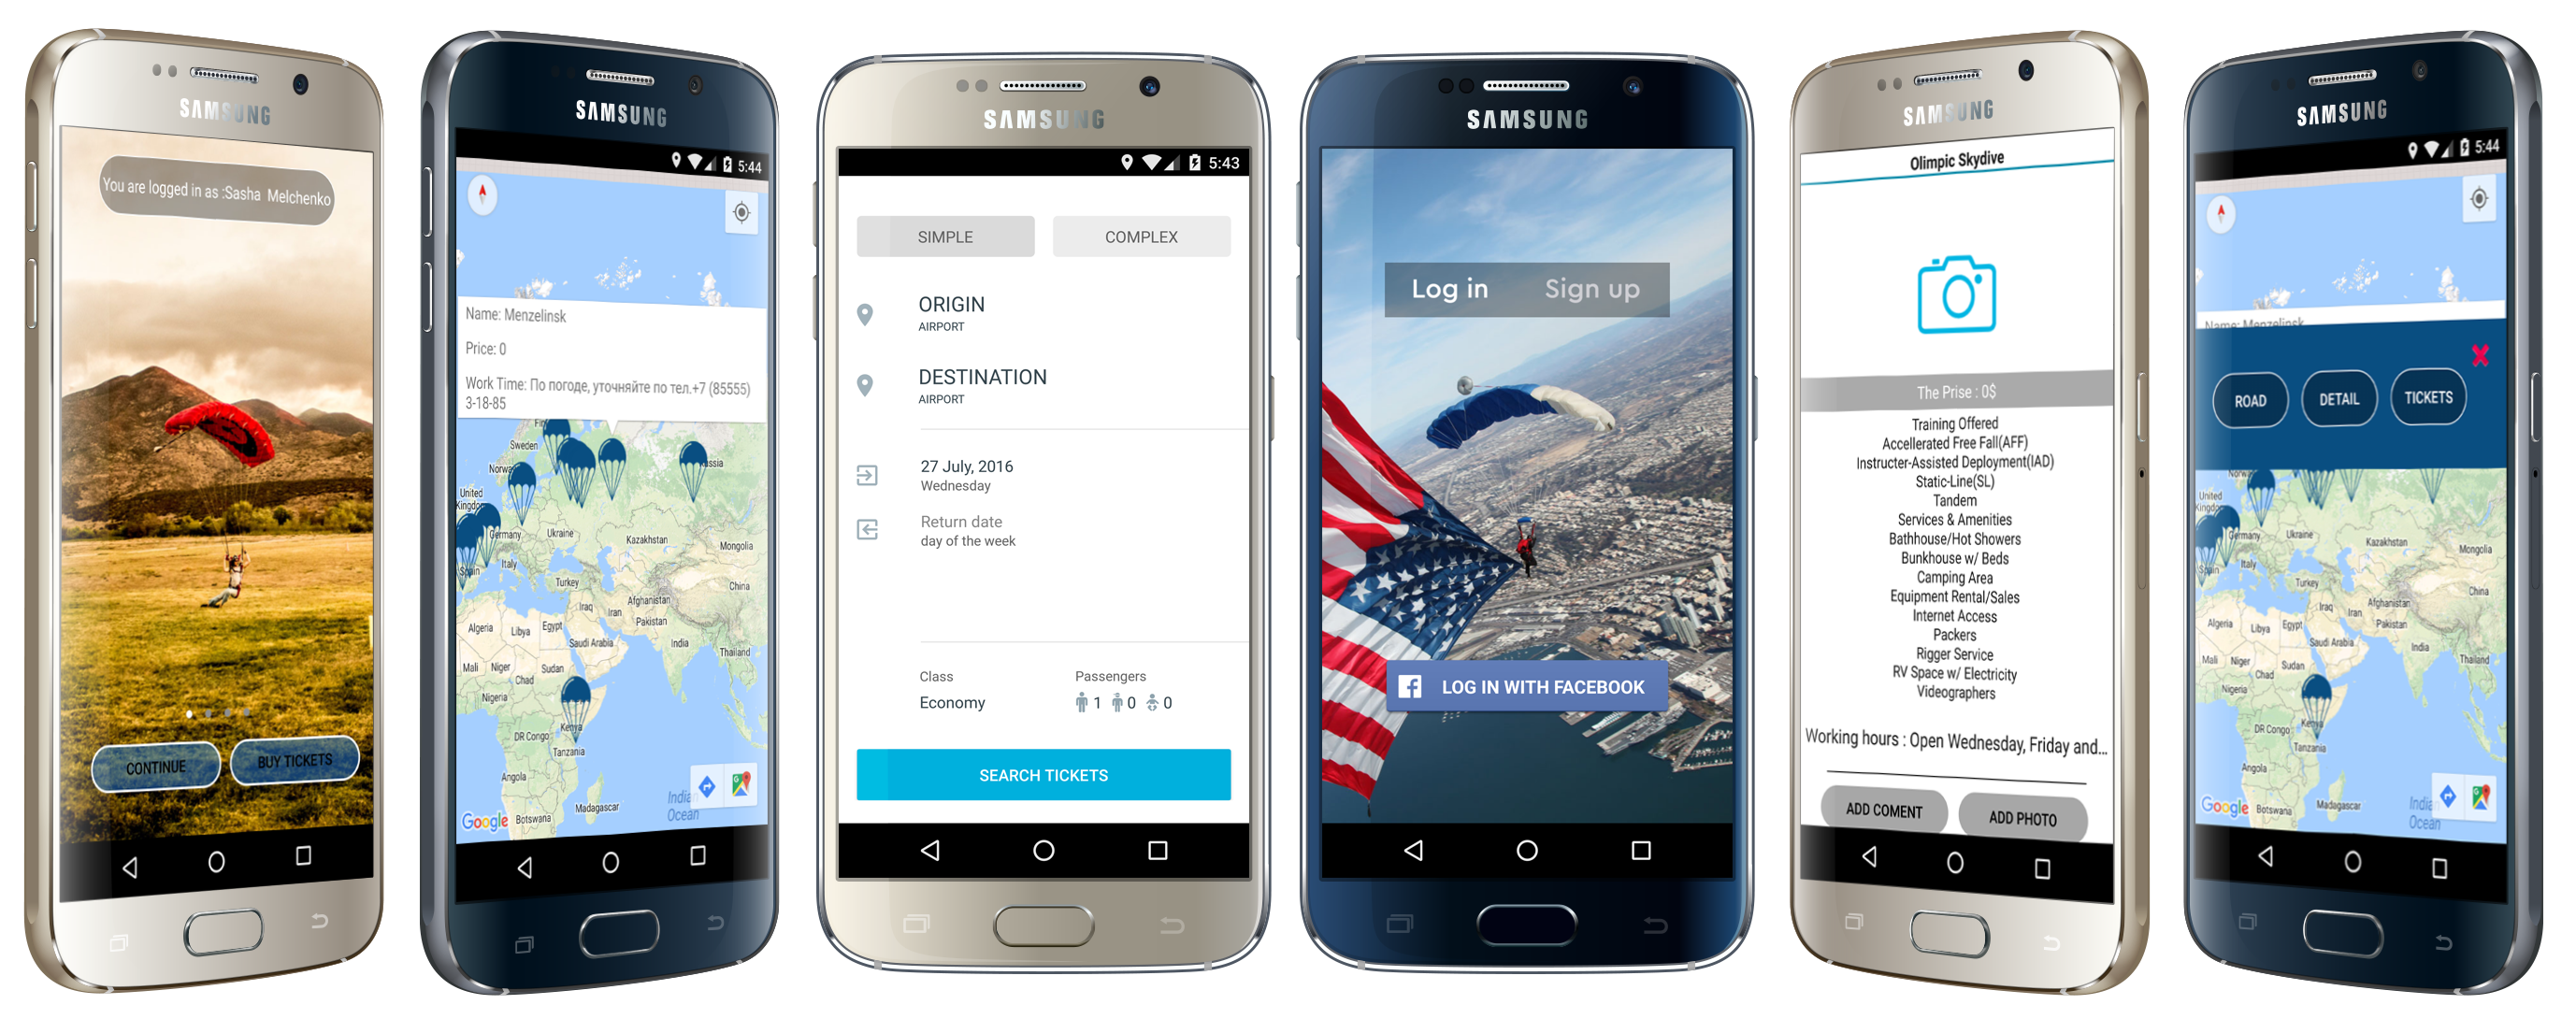 SAMSUNG
You are logged in as :Sasha Melchenko
CONTINUE
BUY TICKETS
SAMSUNG
5:44
Name: Menzelinsk
Price: 0
Work Time: По погоде, уточняйте по тел.+7 (85555)
3-18-85
Sweden
Norway
Russia
United
Kingdom
Germany
Ukraine
Kazakhstan
Mongolia
Spain
Italy
Turkey
China
Iraq
Iran
Afghanistan
Pakistan
Algeria
Libya
Egypt
Saudi Arabia
India
Thailand
Mali
Niger
Chad
Sudan
Nigeria
DR Congo
Kenya
Tanzania
Angola
Madagascar
Botswana
Indian
Ocean
Google
SAMSUNG
5:43
SIMPLE
COMPLEX
ORIGIN
AIRPORT
DESTINATION
AIRPORT
27 July, 2016
Wednesday
Return date
day of the week
Class
Passengers
Economy
1 0 0
SEARCH TICKETS
SAMSUNG
Log in
Sign up
LOG IN WITH FACEBOOK
SAMSUNG
Olimpic Skydive
The Prise : 0$
Training Offered
Accellerated Free Fall(AFF)
Instructer-Assisted Deployment(IAD)
Static-Line(SL)
Tandem
Services & Amenities
Bathhouse/Hot Showers
Bunkhouse w/ Beds
Camping Area
Equipment Rental/Sales
Internet Access
Packers
Rigger Service
RV Space w/ Electricity
Videographers
Working hours : Open Wednesday, Friday and...
ADD COMENT
ADD PHOTO
SAMSUNG
5:44
Name: Menzelinsk
ROAD
DETAIL
TICKETS
Norway
United
Kingdom
Germany
Ukraine
Kazakhstan
Mongolia
Spain
Italy
Turkey
China
Iraq
Iran
Afghanistan
Pakistan
Algeria
Libya
Egypt
Saudi Arabia
India
Thailand
Mali
Niger
Chad
Sudan
Nigeria
DR Congo
Kenya
Tanzania
Angola
Madagascar
Botswana
Indian
Ocean
Google